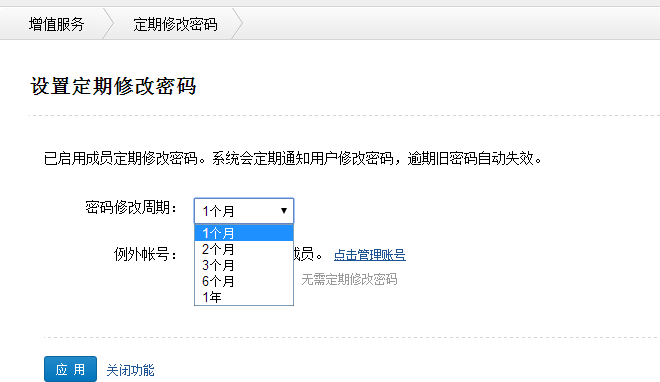 增值服务 定期修改密码
设置定期修改密码
已启用成员定期修改密码。系统会定期通知用户修改密码，逾期旧密码自动失效。
密码修改周期： 1个月
1个月
例外帐号： 成员。 点击管理账号
2个月
3个月
无需定期修改密码
6个月
1年
应 用 关闭功能